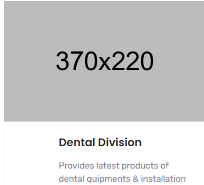 370x220
Dental Division
Provides latest products of
dental quipments & installation